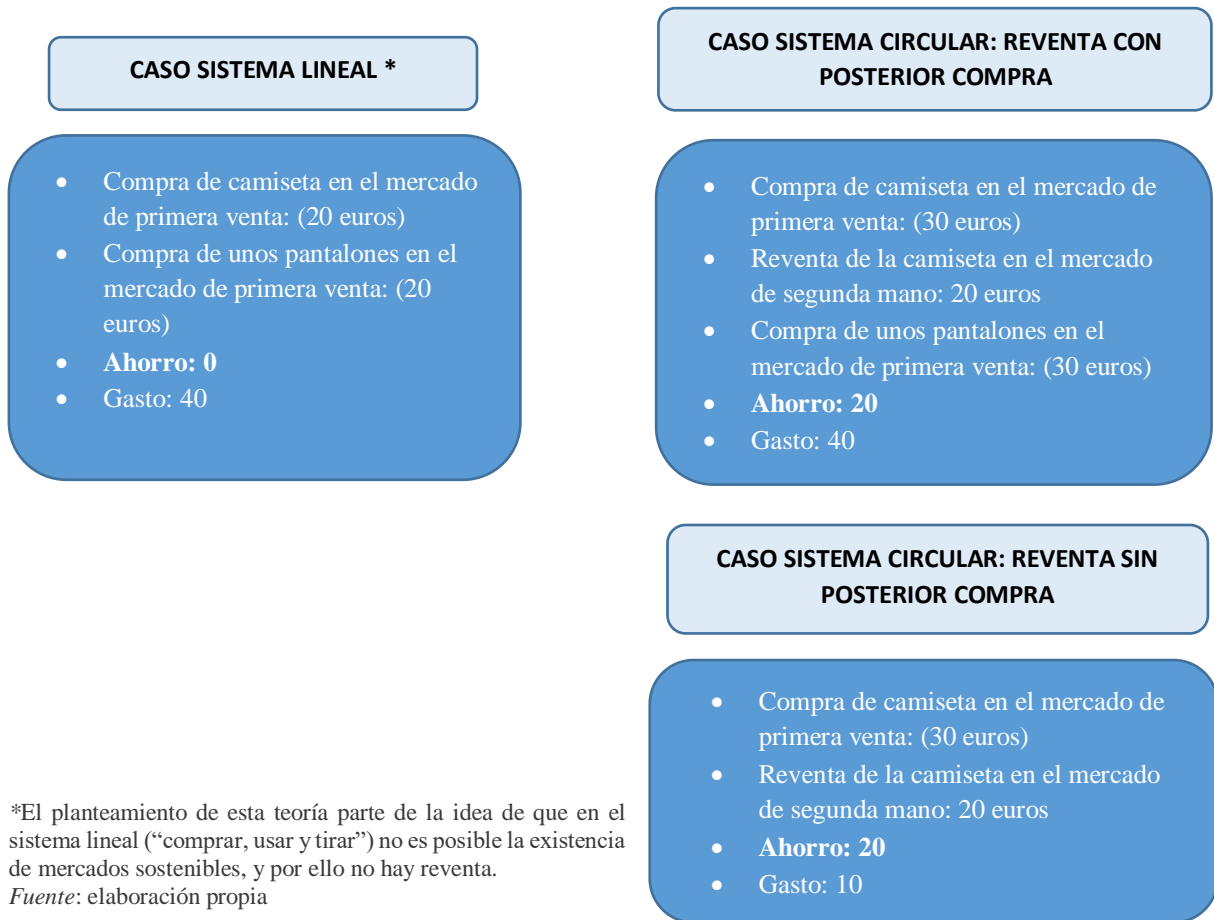 CASO SISTEMA LINEAL *
• Compra de camiseta en el mercado
de primera venta: (20 euros)
• Compra de unos pantalones en el
mercado de primera venta: (20
euros)
• Ahorro: 0
• Gasto: 40
CASO SISTEMA CIRCULAR: REVENTA CON
POSTERIOR COMPRA
• Compra de camiseta en el mercado de
primera venta: (30 euros)
• Reventa de la camiseta en el mercado
de segunda mano: 20 euros
• Compra de unos pantalones en el
mercado de primera venta: (30 euros)
• Ahorro: 20
• Gasto: 40
CASO SISTEMA CIRCULAR: REVENTA SIN
POSTERIOR COMPRA
• Compra de camiseta en el mercado de
primera venta: (30 euros)
• Reventa de la camiseta en el mercado
de segunda mano: 20 euros
• Ahorro: 20
• Gasto: 10
*El planteamiento de esta teoría parte de la idea de que en el
sistema lineal (“comprar, usar y tirar”) no es posible la existencia
de mercados sostenibles, y por ello no hay reventa.
Fuente: elaboración propia